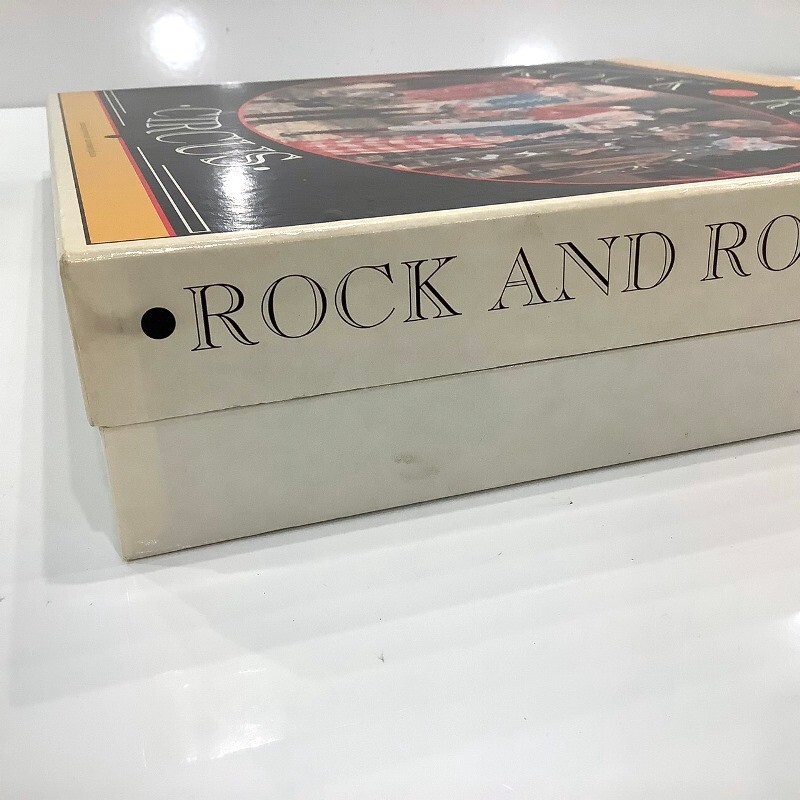 ·CIRCUS·
●ROCK AND RO